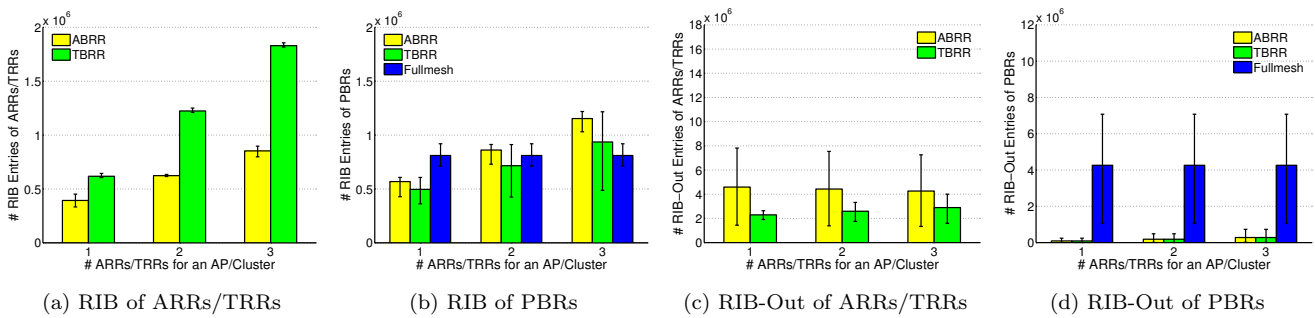 2 x 10^6
ABRR
TBRR
1.5
1
0.5
0
# RIB Entries of ARRs/TRRs
1 2 3
# ARRs/TRRs for an AP/Cluster
(a) RIB of ARRs/TRRs
2 x 10^6
ABRR
TBRR
Fullmesh
1.5
1
0.5
0
# RIB Entries of PBRs
1 2 3
# ARRs/TRRs for an AP/Cluster
(b) RIB of PBRs
18 x 10^6
ABRR
TBRR
16
14
12
10
8
6
4
2
0
# RIB-Out Entries of ARRs/TRRs
1 2 3
# ARRs/TRRs for an AP/Cluster
(c) RIB-Out of ARRs/TRRs
12 x 10^6
ABRR
TBRR
Fullmesh
10
8
6
4
2
0
# RIB-Out Entries of PBRs
1 2 3
# ARRs/TRRs for an AP/Cluster
(d) RIB-Out of PBRs